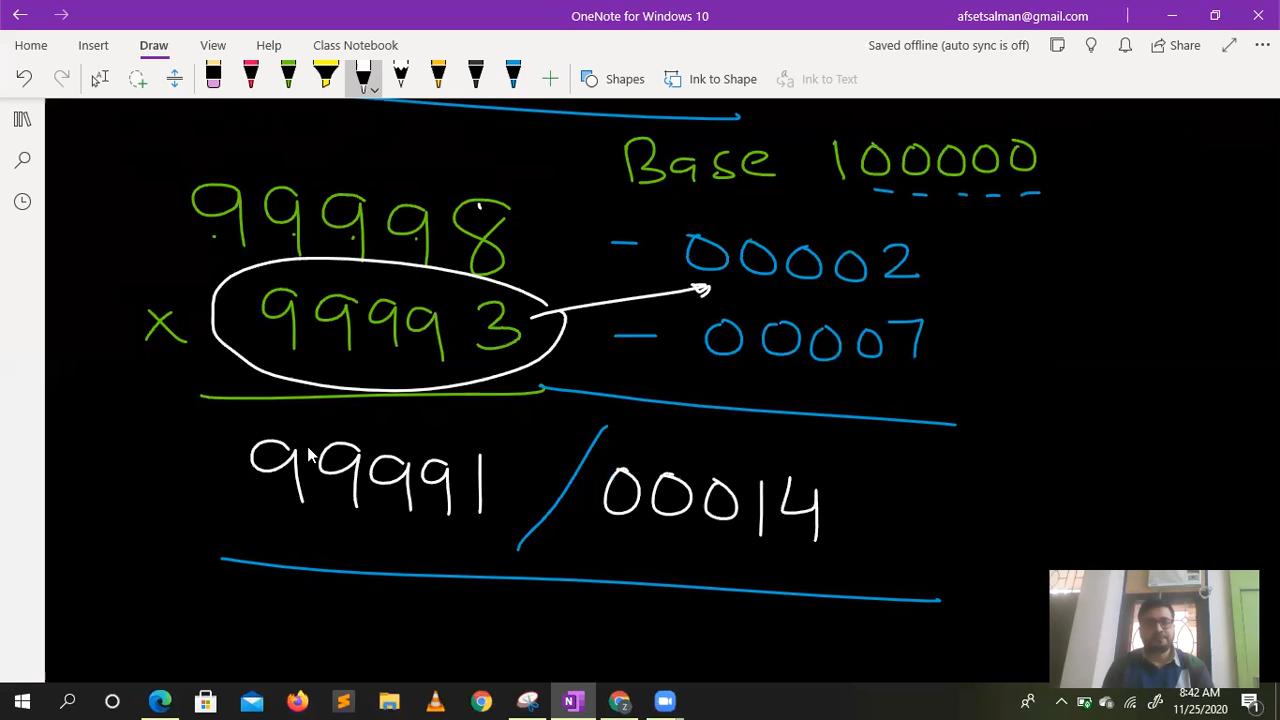 OneNote for Windows 10
afsetsalman@gmail.com
Home Insert Draw View Help Class Notebook
Saved offline (auto sync is off)
Share
Shapes
Ink to Shape
Ink to Text
Base 100000
99998 - 00002
x 99993 - 00007
99991 / 00014
8:42 AM
11/25/2020